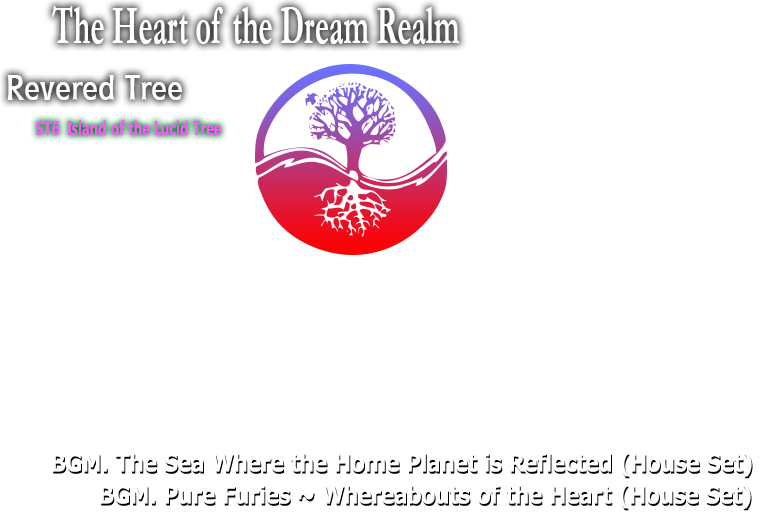 The Heart of the Dream Realm
Revered Tree
ST6 Island of the Lucid Tree
BGM. The Sea Where the Home Planet is Reflected (House Set)
BGM. Pure Furies ~ Whereabouts of the Heart (House Set)